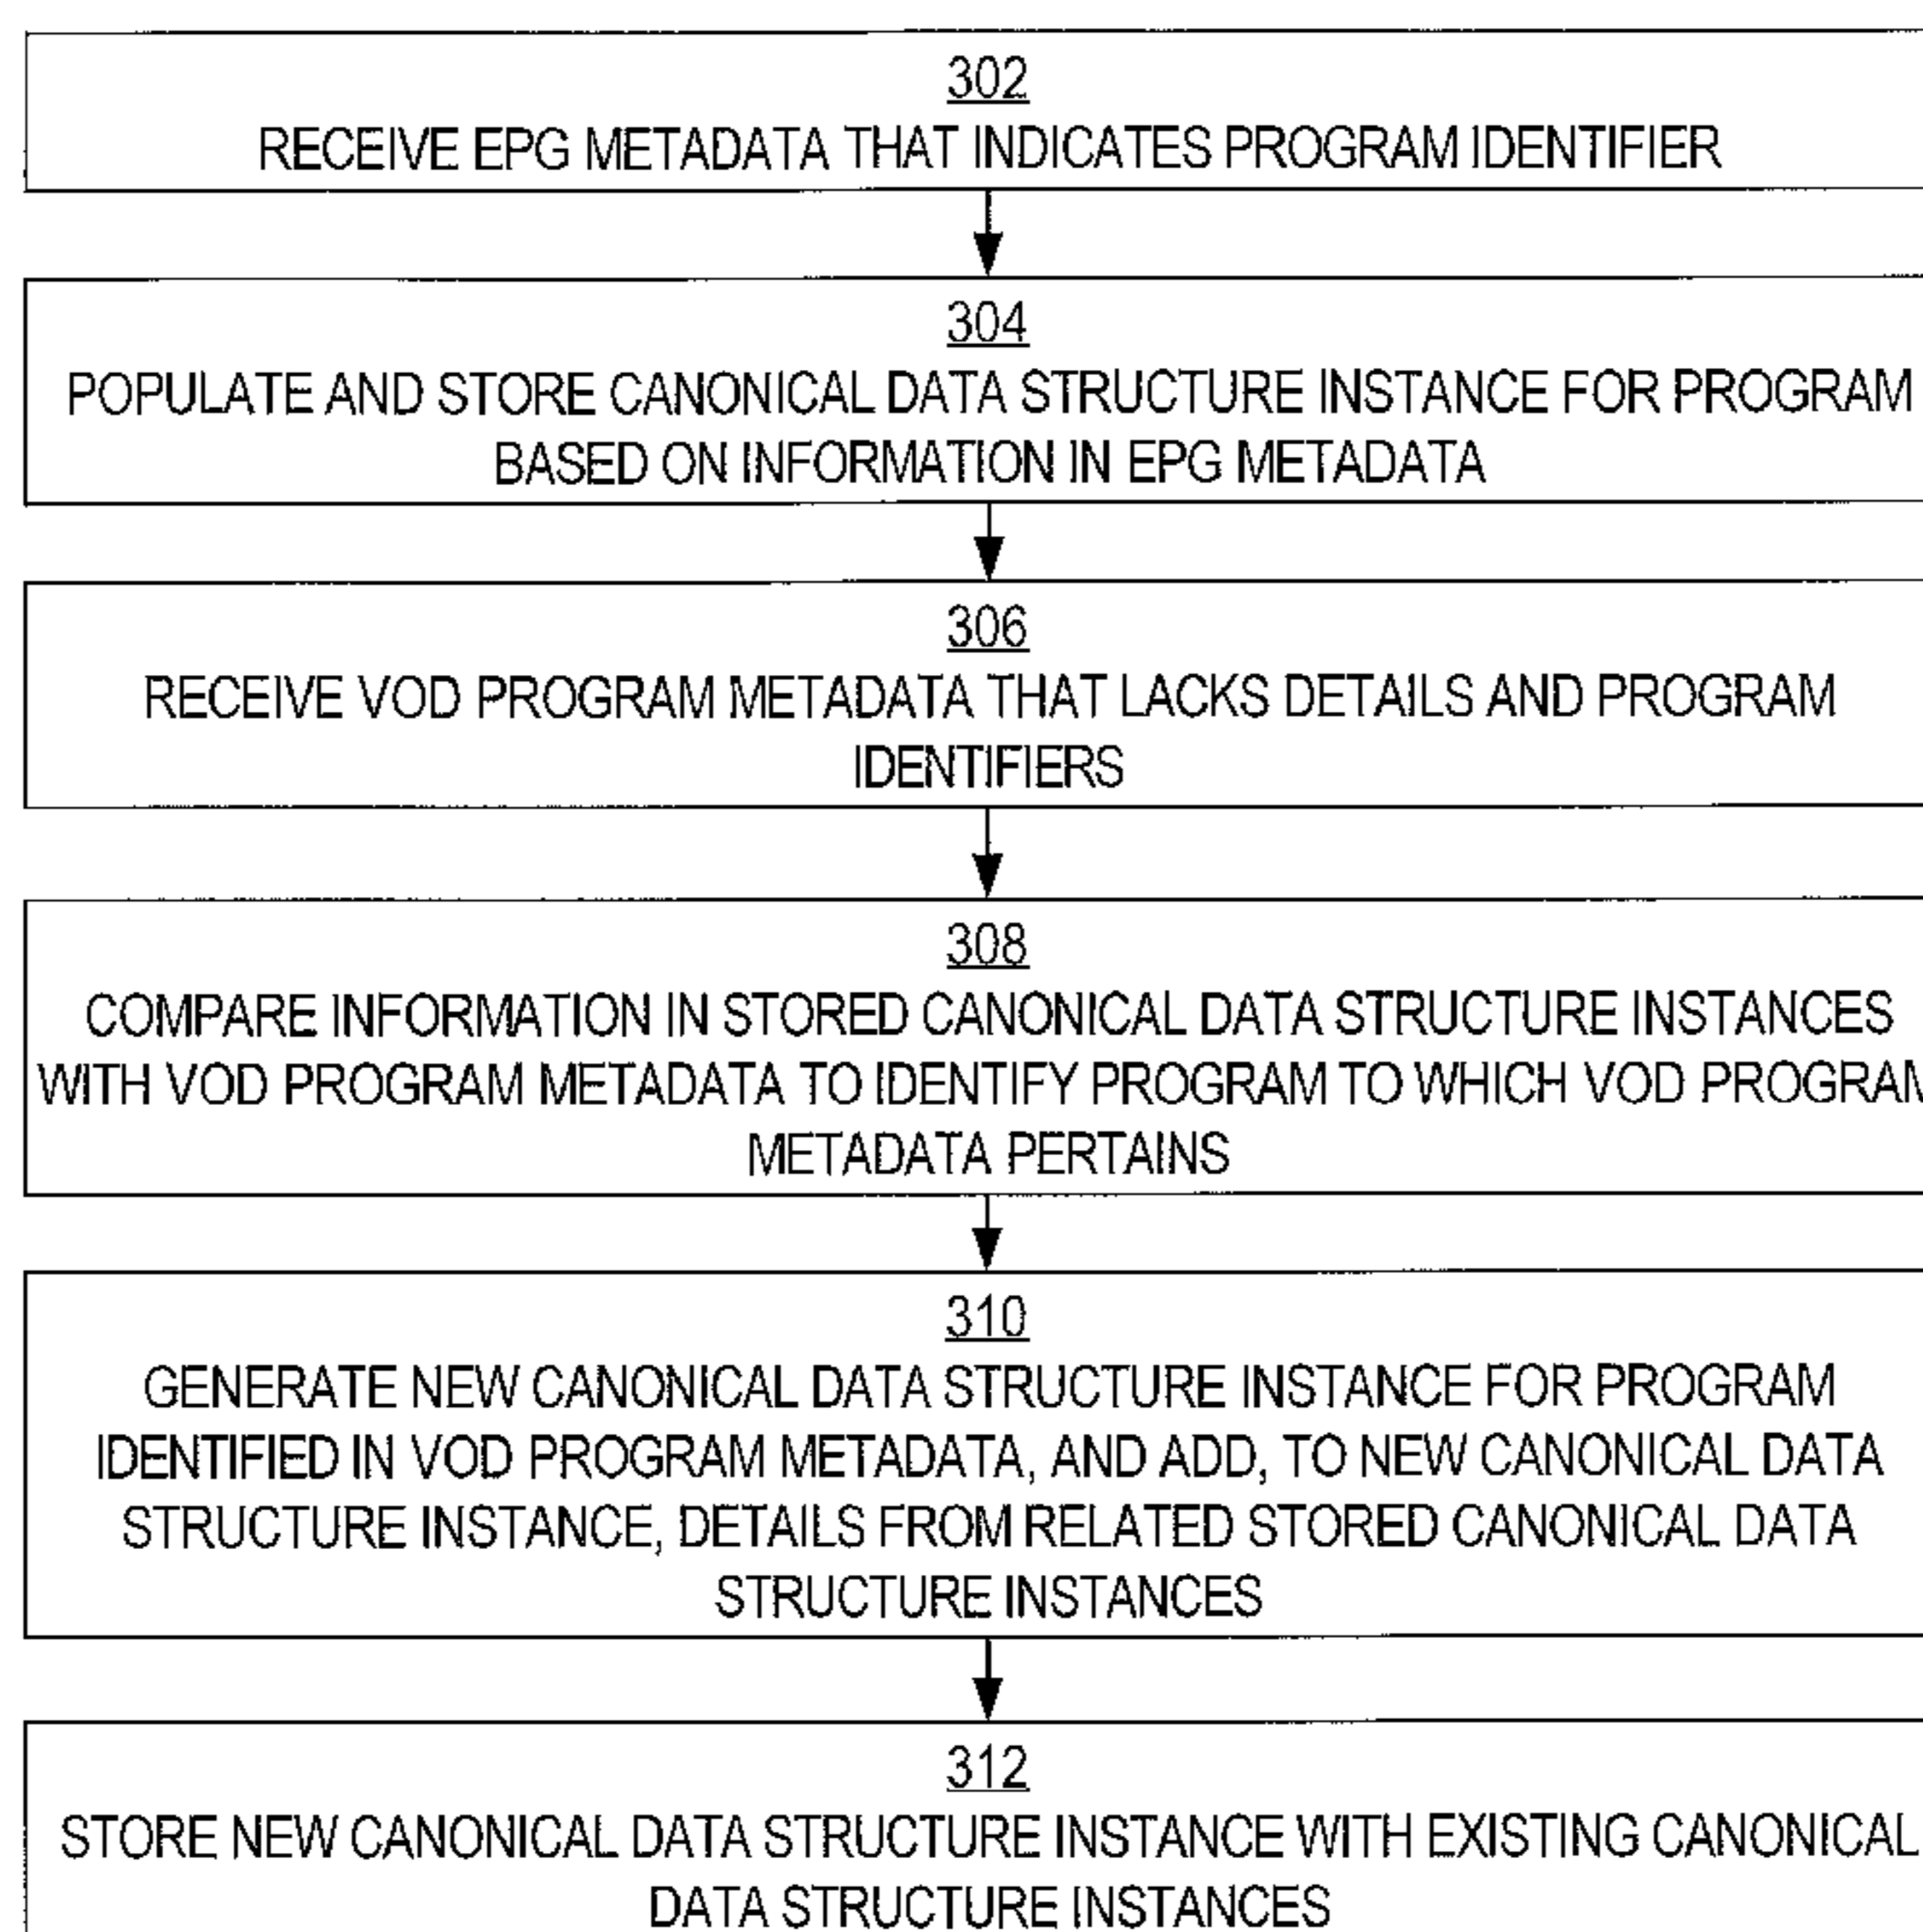 302
RECEIVE EPG METADATA THAT INDICATES PROGRAM IDENTIFIER
304
POPULATE AND STORE CANONICAL DATA STRUCTURE INSTANCE FOR PROGRAM
BASED ON INFORMATION IN EPG METADATA
306
RECEIVE VOD PROGRAM METADATA THAT LACKS DETAILS AND PROGRAM
IDENTIFIERS
308
COMPARE INFORMATION IN STORED CANONICAL DATA STRUCTURE INSTANCES
WITH VOD PROGRAM METADATA TO IDENTIFY PROGRAM TO WHICH VOD PROGRAM
METADATA PERTAINS
310
GENERATE NEW CANONICAL DATA STRUCTURE INSTANCE FOR PROGRAM
IDENTIFIED IN VOD PROGRAM METADATA, AND ADD, TO NEW CANONICAL DATA
STRUCTURE INSTANCE, DETAILS FROM RELATED STORED CANONICAL DATA
STRUCTURE INSTANCES
312
STORE NEW CANONICAL DATA STRUCTURE INSTANCE WITH EXISTING CANONICAL
DATA STRUCTURE INSTANCES